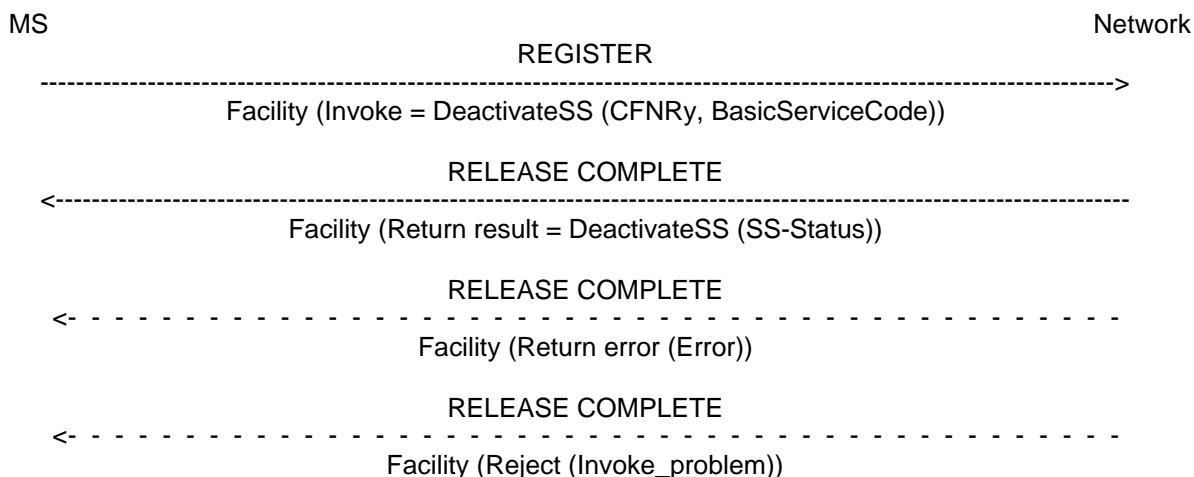 MS Network
REGISTER
------------------------------------------------------------------------------------------------------------------------>
Facility (Invoke = DeactivateSS (CFNRy, BasicServiceCode))
RELEASE COMPLETE
<------------------------------------------------------------------------------------------------------------------------
Facility (Return result = DeactivateSS (SS-Status))
RELEASE COMPLETE
<- - - - - - - - - - - - - - - - - - - - - - - - - - - - - - - - - - - - - - - - - - - -
Facility (Return error (Error))
RELEASE COMPLETE
<- - - - - - - - - - - - - - - - - - - - - - - - - - - - - - - - - - - - - - - - - - - -
Facility (Reject (Invoke_problem))